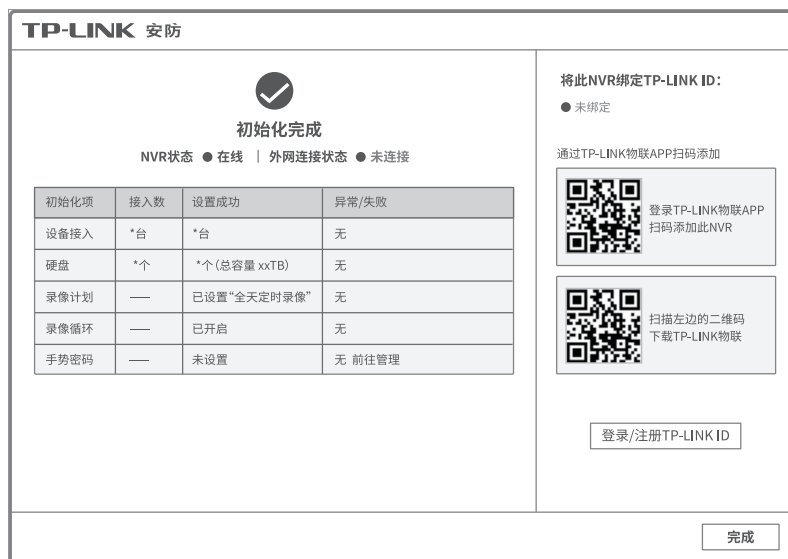 TP-LINK 安防
初始化完成
NVR状态 ● 在线 | 外网连接状态 ● 未连接
初始化项 接入数 设置成功 异常/失败
设备接入 *台 *台 无
硬盘 *个 *个(总容量 xxTB) 无
录像计划 —— 已设置“全天定时录像” 无
录像循环 —— 已开启 无
手势密码 —— 未设置 无 前往管理
将此NVR绑定TP-LINK ID：
● 未绑定
通过TP-LINK物联APP扫码添加
登录TP-LINK物联APP
扫码添加此NVR
扫描左边的二维码
下载TP-LINK物联
登录/注册TP-LINK ID
完成